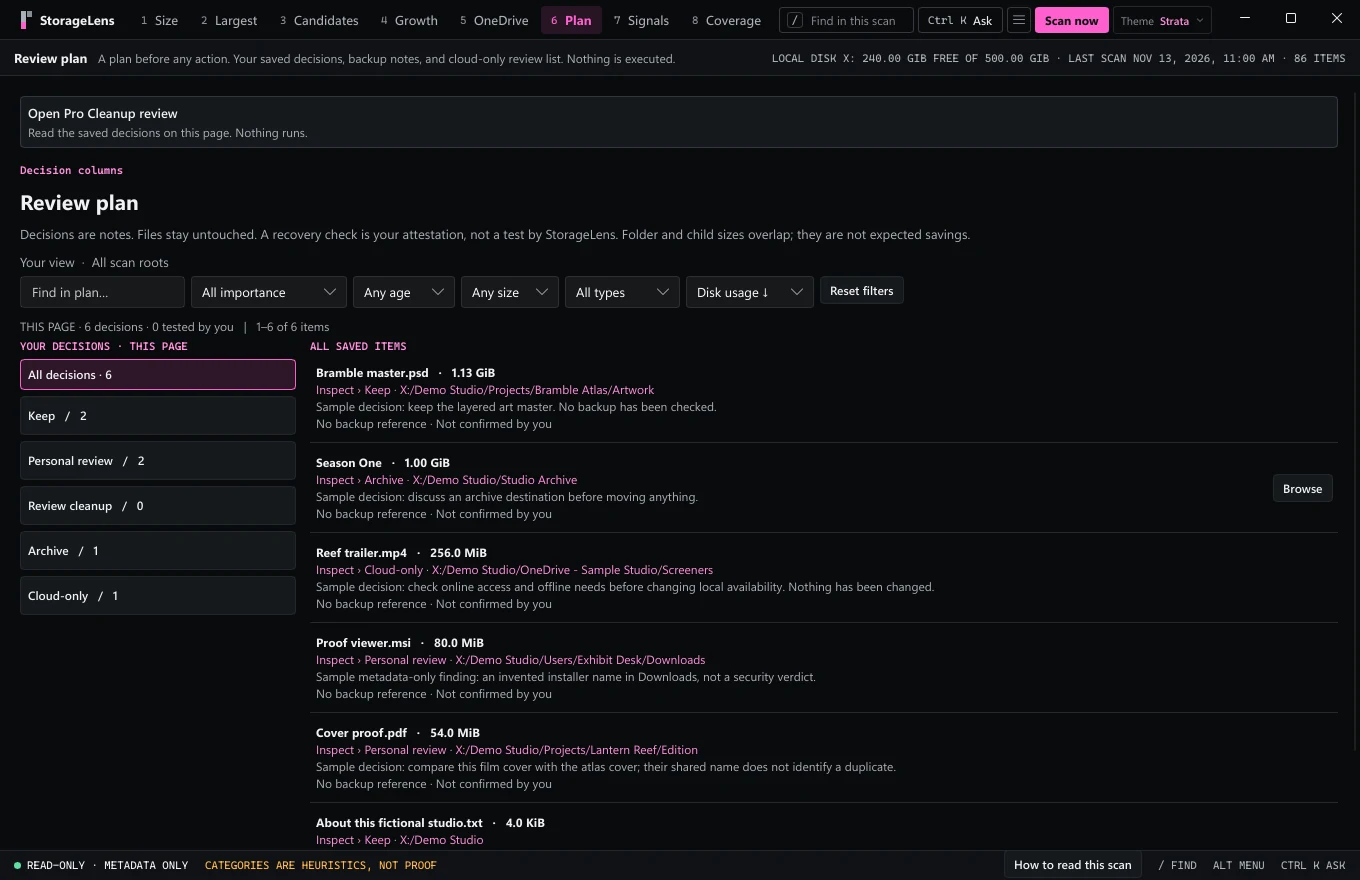 StorageLens 1 Size 2 Largest 3 Candidates 4 Growth 5 OneDrive 6 Plan 7 Signals 8 Coverage / Find in this scan Ctrl K Ask Scan now Theme Strata
Review plan A plan before any action. Your saved decisions, backup notes, and cloud-only review list. Nothing is executed. LOCAL DISK X: 240.00 GIB FREE OF 500.00 GIB · LAST SCAN NOV 13, 2026, 11:00 AM · 86 ITEMS
Open Pro Cleanup review
Read the saved decisions on this page. Nothing runs.
Decision columns
Review plan
Decisions are notes. Files stay untouched. A recovery check is your attestation, not a test by StorageLens. Folder and child sizes overlap; they are not expected savings.
Your view · All scan roots
Find in plan... All importance Any age Any size All types Disk usage ↓ Reset filters
THIS PAGE · 6 decisions · 0 tested by you | 1–6 of 6 items
YOUR DECISIONS · THIS PAGE
All decisions · 6
Keep / 2
Personal review / 2
Review cleanup / 0
Archive / 1
Cloud-only / 1
ALL SAVED ITEMS
Bramble master.psd · 1.13 GiB
Inspect › Keep · X:/Demo Studio/Projects/Bramble Atlas/Artwork
Sample decision: keep the layered art master. No backup has been checked.
No backup reference · Not confirmed by you
Season One · 1.00 GiB
Inspect › Archive · X:/Demo Studio/Studio Archive
Sample decision: discuss an archive destination before moving anything.
No backup reference · Not confirmed by you
Browse
Reef trailer.mp4 · 256.0 MiB
Inspect › Cloud-only · X:/Demo Studio/OneDrive - Sample Studio/Screeners
Sample decision: check online access and offline needs before changing local availability. Nothing has been changed.
No backup reference · Not confirmed by you
Proof viewer.msi · 80.0 MiB
Inspect › Personal review · X:/Demo Studio/Users/Exhibit Desk/Downloads
Sample metadata-only finding: an invented installer name in Downloads, not a security verdict.
No backup reference · Not confirmed by you
Cover proof.pdf · 54.0 MiB
Inspect › Personal review · X:/Demo Studio/Projects/Lantern Reef/Edition
Sample decision: compare this film cover with the atlas cover; their shared name does not identify a duplicate.
No backup reference · Not confirmed by you
About this fictional studio.txt · 4.0 KiB
Inspect › Keep · X:/Demo Studio
READ-ONLY · METADATA ONLY CATEGORIES ARE HEURISTICS, NOT PROOF How to read this scan / FIND ALT MENU CTRL K ASK